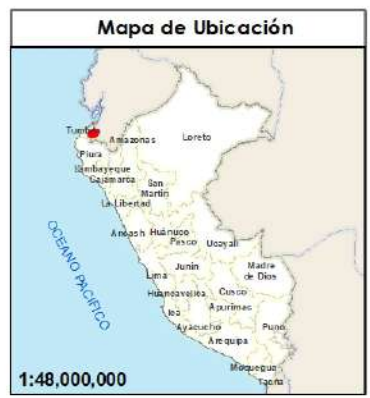 Mapa de Ubicación
Tumbes
Amazonas
Loreto
Piura
Lambayeque
Cajamarca
San
Martín
La Libertad
Ancash
Huánuco
Pasco
Ucayali
OCEANO PACIFICO
Junín
Lima
Madre
de Dios
Huancavelica
Cusco
Apurimac
Ica
Ayacucho
Puno
Arequipa
Moquegua
Tacna
1:48,000,000